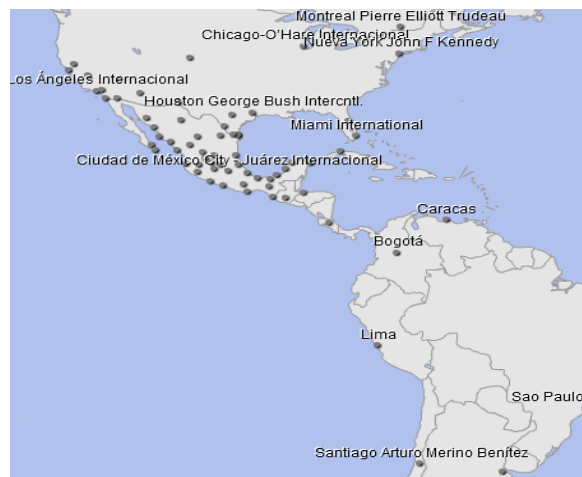 Montreal Pierre Elliott Trudeau
Chicago-O'Hare Internacional
Nueva York John F Kennedy
Los Ángeles Internacional
Houston George Bush Intercntl.
Miami International
Ciudad de México City - Juárez Internacional
Caracas
Bogotá
Lima
Sao Paulo
Santiago Arturo Merino Benítez